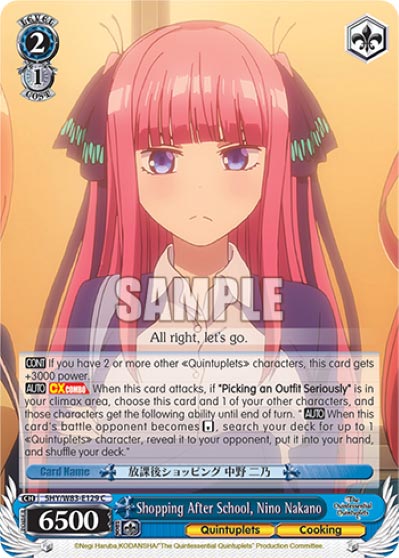 LEVEL
2
1
COST
SAMPLE
All right, let's go.
CONT If you have 2 or more other «Quintuplets» characters, this card gets
+3000 power.
AUTO CXCOMBO When this card attacks, if "Picking an Outfit Seriously" is in
your climax area, choose this card and 1 of your other characters, and
those characters get the following ability until end of turn. "AUTO When this
card's battle opponent becomes [ ], search your deck for up to 1
«Quintuplets» character, reveal it to your opponent, put it into your hand,
and shuffle your deck."
Card Name 放課後ショッピング 中野 二乃
CH 5HY/W83-E129 C
Shopping After School, Nino Nakano
The Quintessential Quintuplets
POWER
6500
Quintuplets Cooking
©Negi Haruba,KODANSHA/"The Quintessential Quintuplets" Production Committee